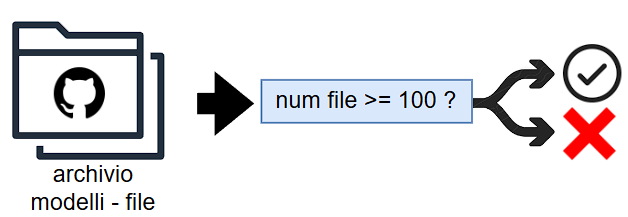 num file >= 100 ?
archivio
modelli - file